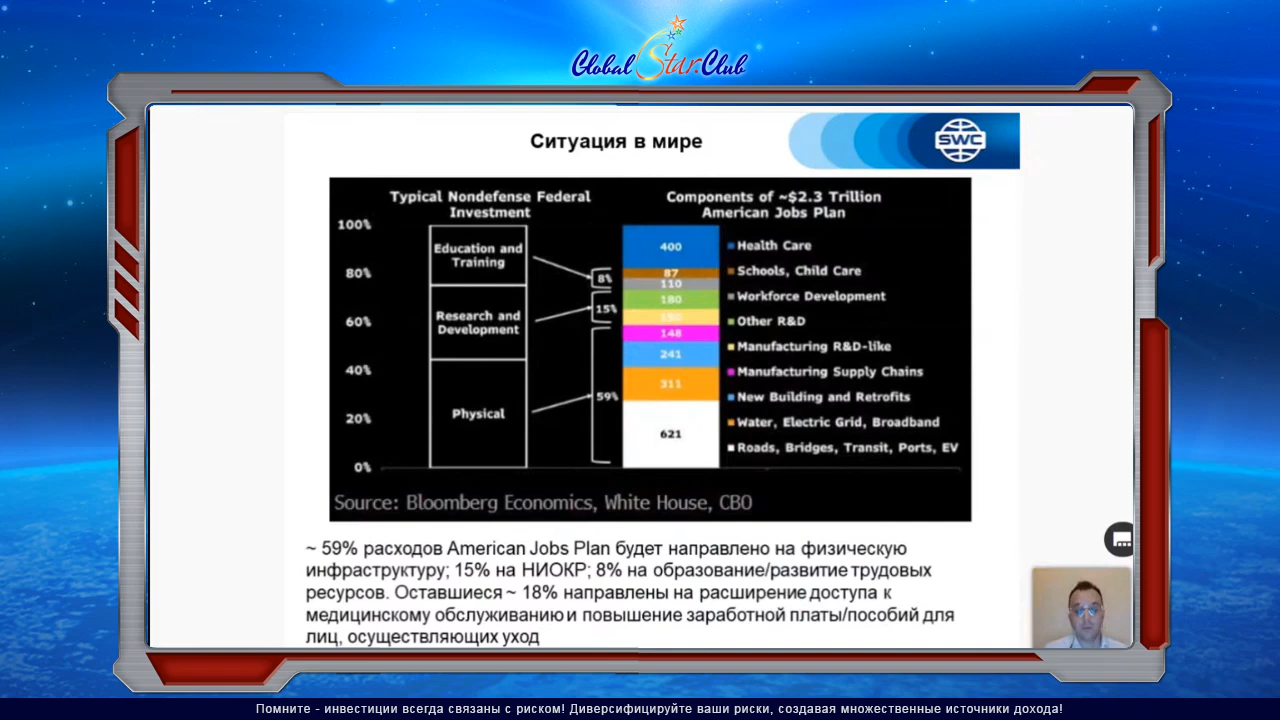 Global Star.Club
Ситуация в мире
SWC
Typical Nondefense Federal
Investment
Components of ~$2.3 Trillion
American Jobs Plan
100%
80%
60%
40%
20%
0%
Education and
Training
Research and
Development
Physical
8%
15%
59%
400
87
110
180
148
241
311
621
Health Care
Schools, Child Care
Workforce Development
Other R&D
Manufacturing R&D-like
Manufacturing Supply Chains
New Building and Retrofits
Water, Electric Grid, Broadband
Roads, Bridges, Transit, Ports, EV
Source: Bloomberg Economics, White House, CBO
~ 59% расходов American Jobs Plan будет направлено на физическую
инфраструктуру; 15% на НИОКР; 8% на образование/развитие трудовых
ресурсов. Оставшиеся ~ 18% направлены на расширение доступа к
медицинскому обслуживанию и повышение заработной платы/пособий для
лиц, осуществляющих уход
Помните - инвестиции всегда связаны с риском! Диверсифицируйте ваши риски, создавая множественные источники дохода!